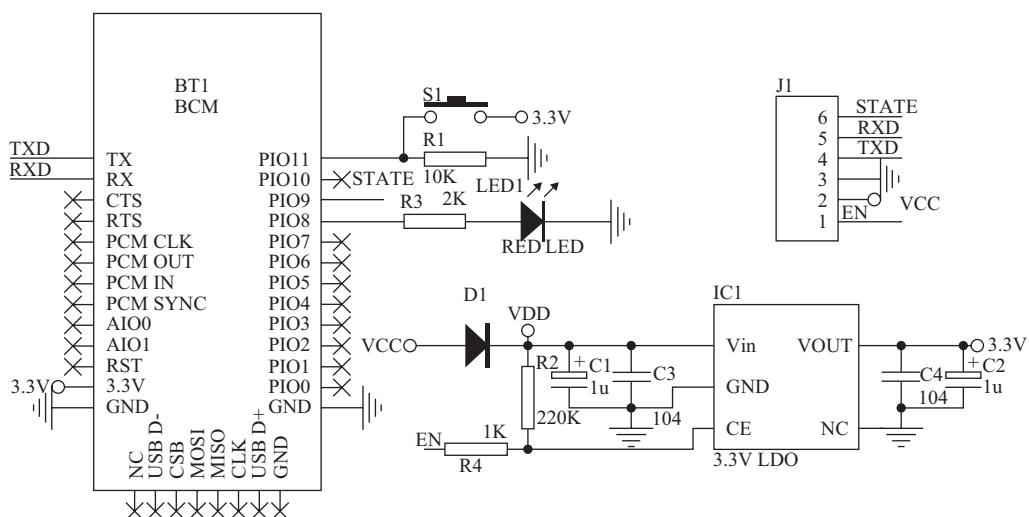 BT1
BCM
TXD
RXD
TX
RX
CTS
RTS
PCM CLK
PCM OUT
PCM IN
PCM SYNC
AIO0
AIO1
RST
3.3V
3.3V
GND
PIO11
PIO10
PIO9
PIO8
PIO7
PIO6
PIO5
PIO4
PIO3
PIO2
PIO1
PIO0
GND
NC
USB D-
CSB
MOSI
MISO
CLK
USB D+
GND
S1
3.3V
R1
10K
STATE
LED1
R3
2K
RED LED
J1
6
5
4
3
2
1
STATE
RXD
TXD
EN
VCC
D1
VDD
VCC
R2
220K
C1
+
1u
C3
104
EN
1K
R4
IC1
Vin
GND
CE
VOUT
NC
3.3V LDO
3.3V
C4
104
+
C2
1u